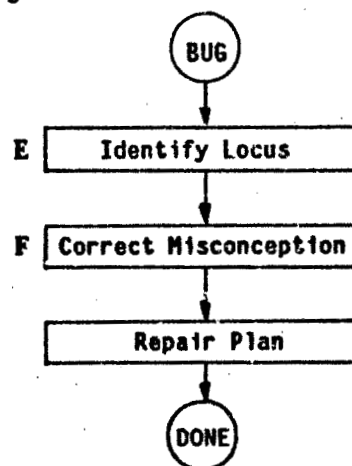 BUG
E Identify Locus
F Correct Misconception
Repair Plan
DONE